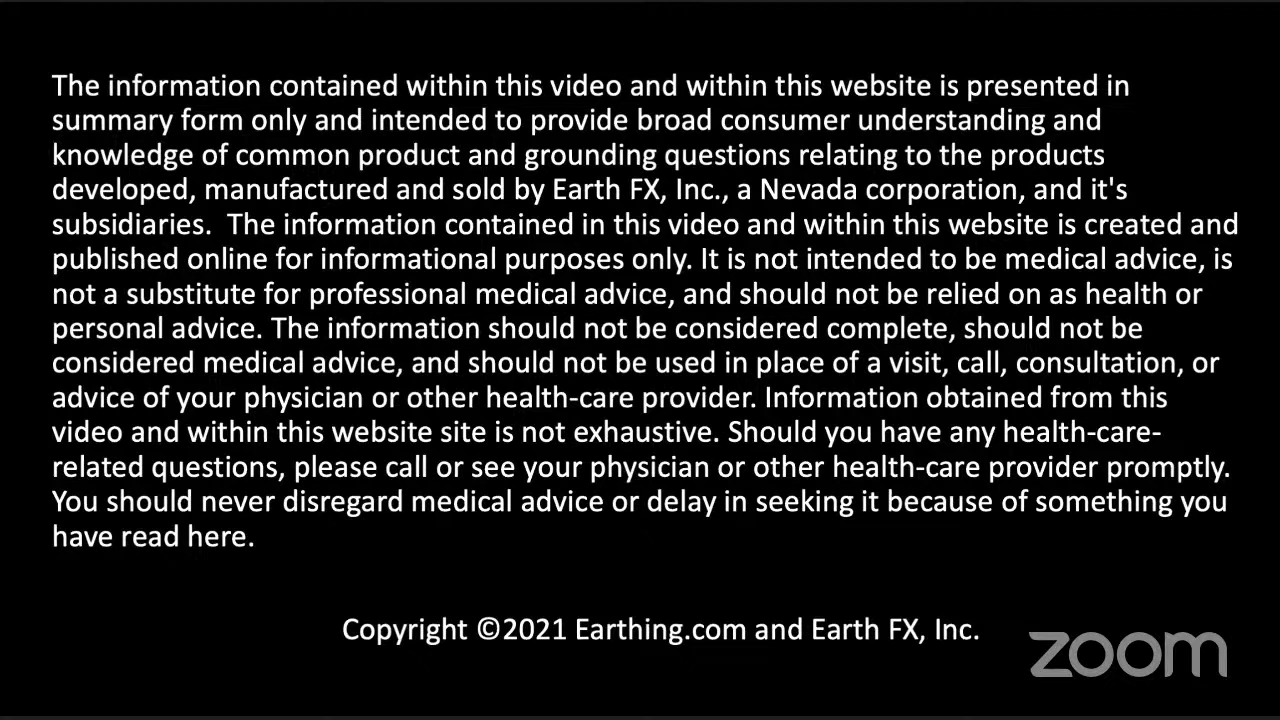 The information contained within this video and within this website is presented in
summary form only and intended to provide broad consumer understanding and
knowledge of common product and grounding questions relating to the products
developed, manufactured and sold by Earth FX, Inc., a Nevada corporation, and it's
subsidiaries.  The information contained in this video and within this website is created and
published online for informational purposes only. It is not intended to be medical advice, is
not a substitute for professional medical advice, and should not be relied on as health or
personal advice. The information should not be considered complete, should not be
considered medical advice, and should not be used in place of a visit, call, consultation, or
advice of your physician or other health-care provider. Information obtained from this
video and within this website site is not exhaustive. Should you have any health-care-
related questions, please call or see your physician or other health-care provider promptly.
You should never disregard medical advice or delay in seeking it because of something you
have read here.
Copyright ©2021 Earthing.com and Earth FX, Inc.
zoom